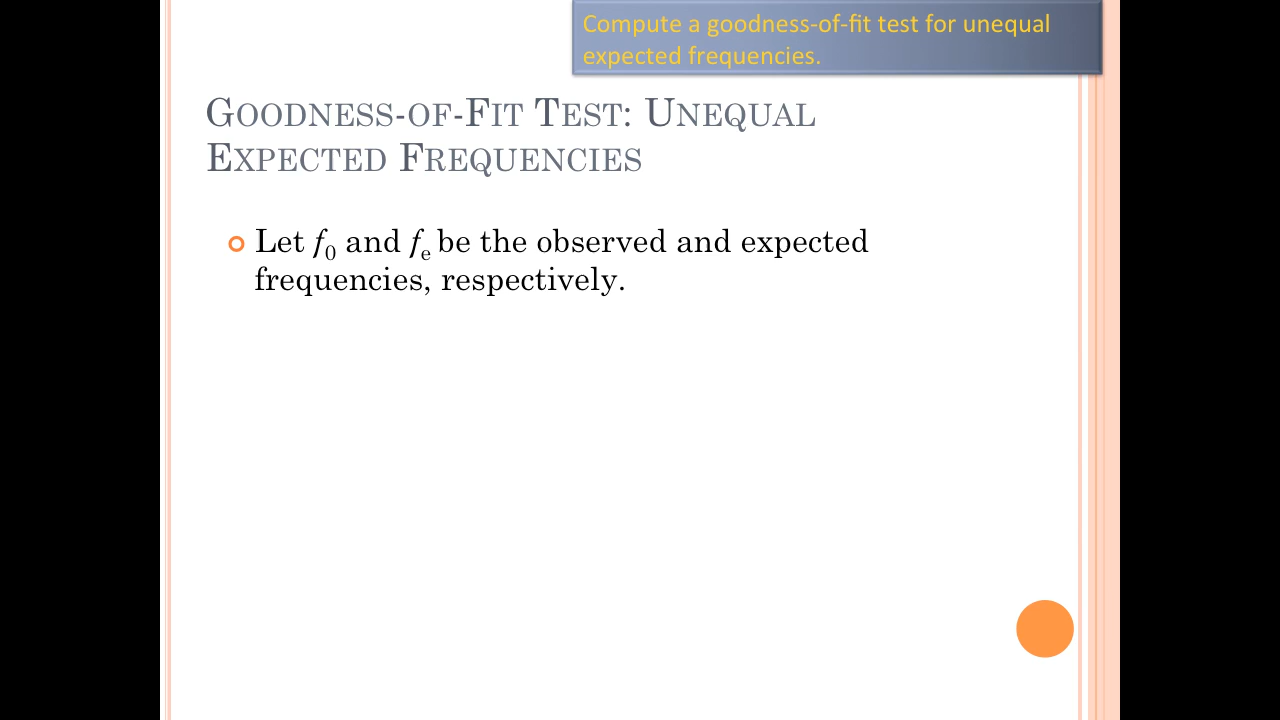 Compute a goodness-of-fit test for unequal
expected frequencies.
GOODNESS-OF-FIT TEST: UNEQUAL
EXPECTED FREQUENCIES
Let f0 and fe be the observed and expected
frequencies, respectively.